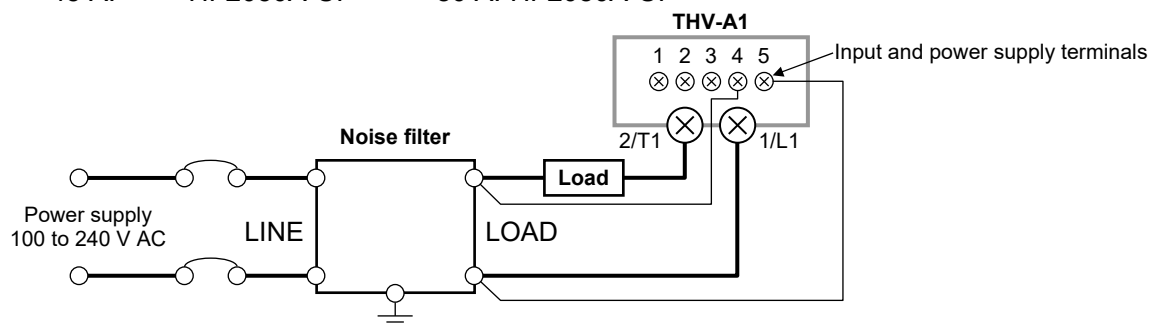 THV-A1
1 2 3 4 5
Input and power supply terminals
2/T1
1/L1
Noise filter
Load
Power supply
100 to 240 V AC
LINE
LOAD